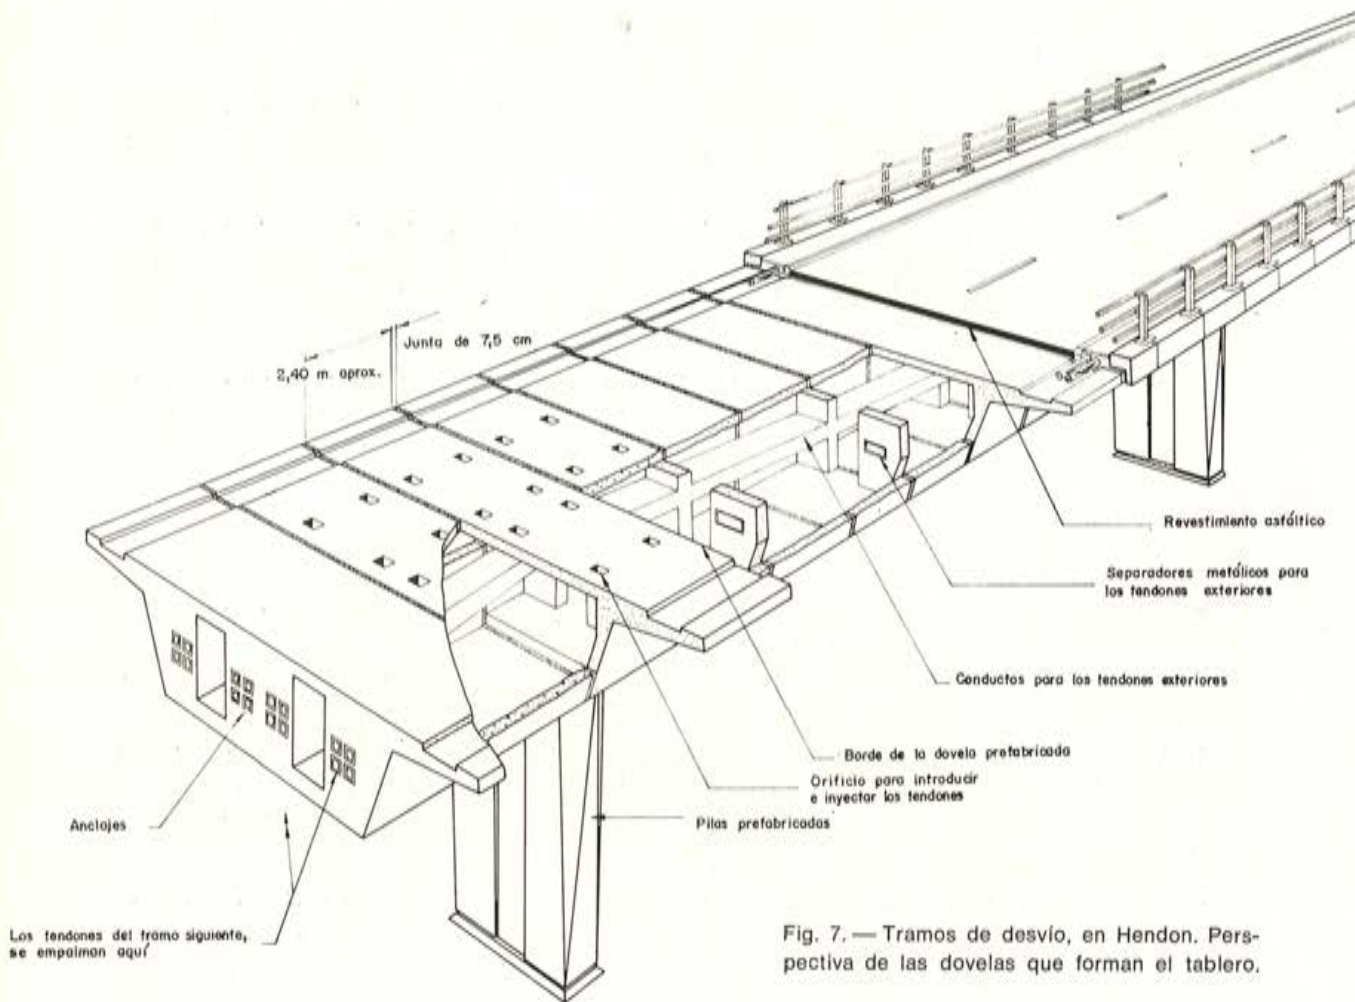 Junta de 7,5 cm
2,40 m. aprox.
Revestimiento asfáltico
Separadores metálicos para
los tendones exteriores
Conductos para los tendones exteriores
Borde de la dovela prefabricada
Orificio para introducir
e inyectar los tendones
Anclajes
Pilas prefabricadas
Los tendones del tramo siguiente,
se empalman aquí
Fig. 7. — Tramos de desvío, en Hendon. Pers-
pectiva de las dovelas que forman el tablero.